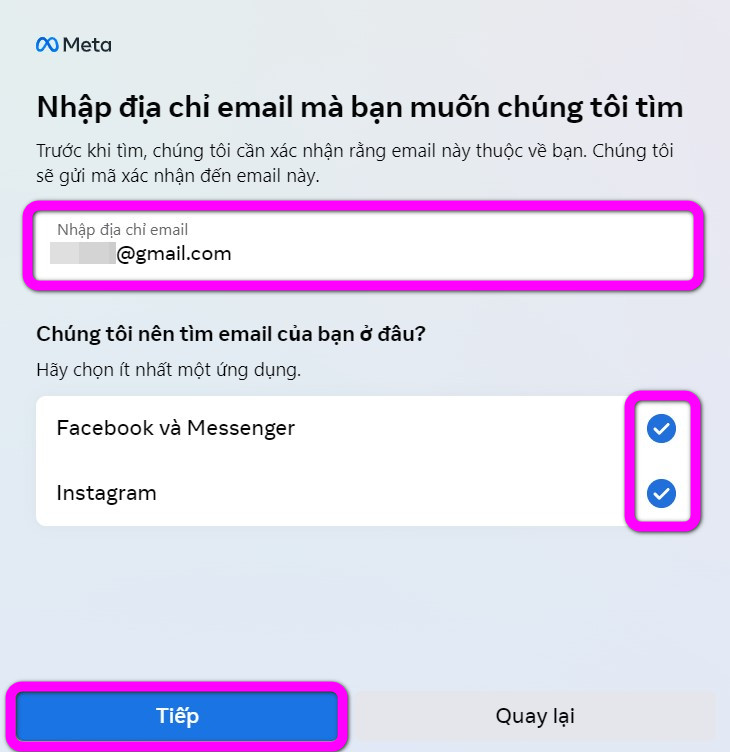 Meta
Nhập địa chỉ email mà bạn muốn chúng tôi tìm
Trước khi tìm, chúng tôi cần xác nhận rằng email này thuộc về bạn. Chúng tôi
sẽ gửi mã xác nhận đến email này.
Nhập địa chỉ email
@gmail.com
Chúng tôi nên tìm email của bạn ở đâu?
Hãy chọn ít nhất một ứng dụng.
Facebook và Messenger
Instagram
Tiếp
Quay lại